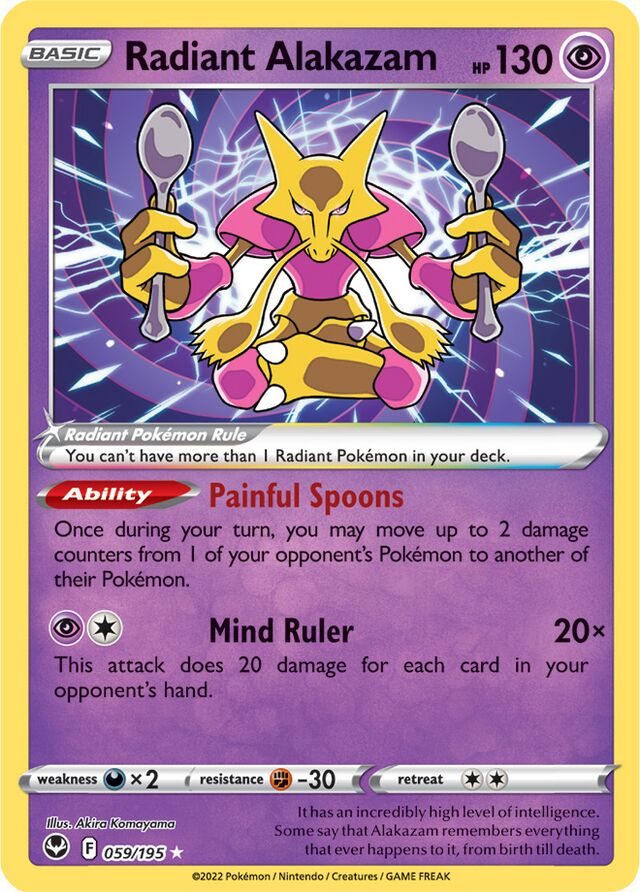 BASIC Radiant Alakazam HP 130
Radiant Pokémon Rule
You can't have more than 1 Radiant Pokémon in your deck.
Ability Painful Spoons
Once during your turn, you may move up to 2 damage
counters from 1 of your opponent's Pokémon to another of
their Pokémon.
Mind Ruler 20×
This attack does 20 damage for each card in your
opponent's hand.
weakness ×2 resistance -30 retreat
Illus. Akira Komayama
It has an incredibly high level of intelligence.
Some say that Alakazam remembers everything
that ever happens to it, from birth till death.
F 059/195 ★
©2022 Pokémon / Nintendo / Creatures / GAME FREAK